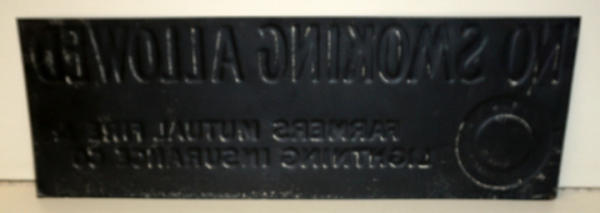 NO SMOKING ALLOWED
FARMERS MUTUAL FIRE &
LIGHTNING INSURANCE CO